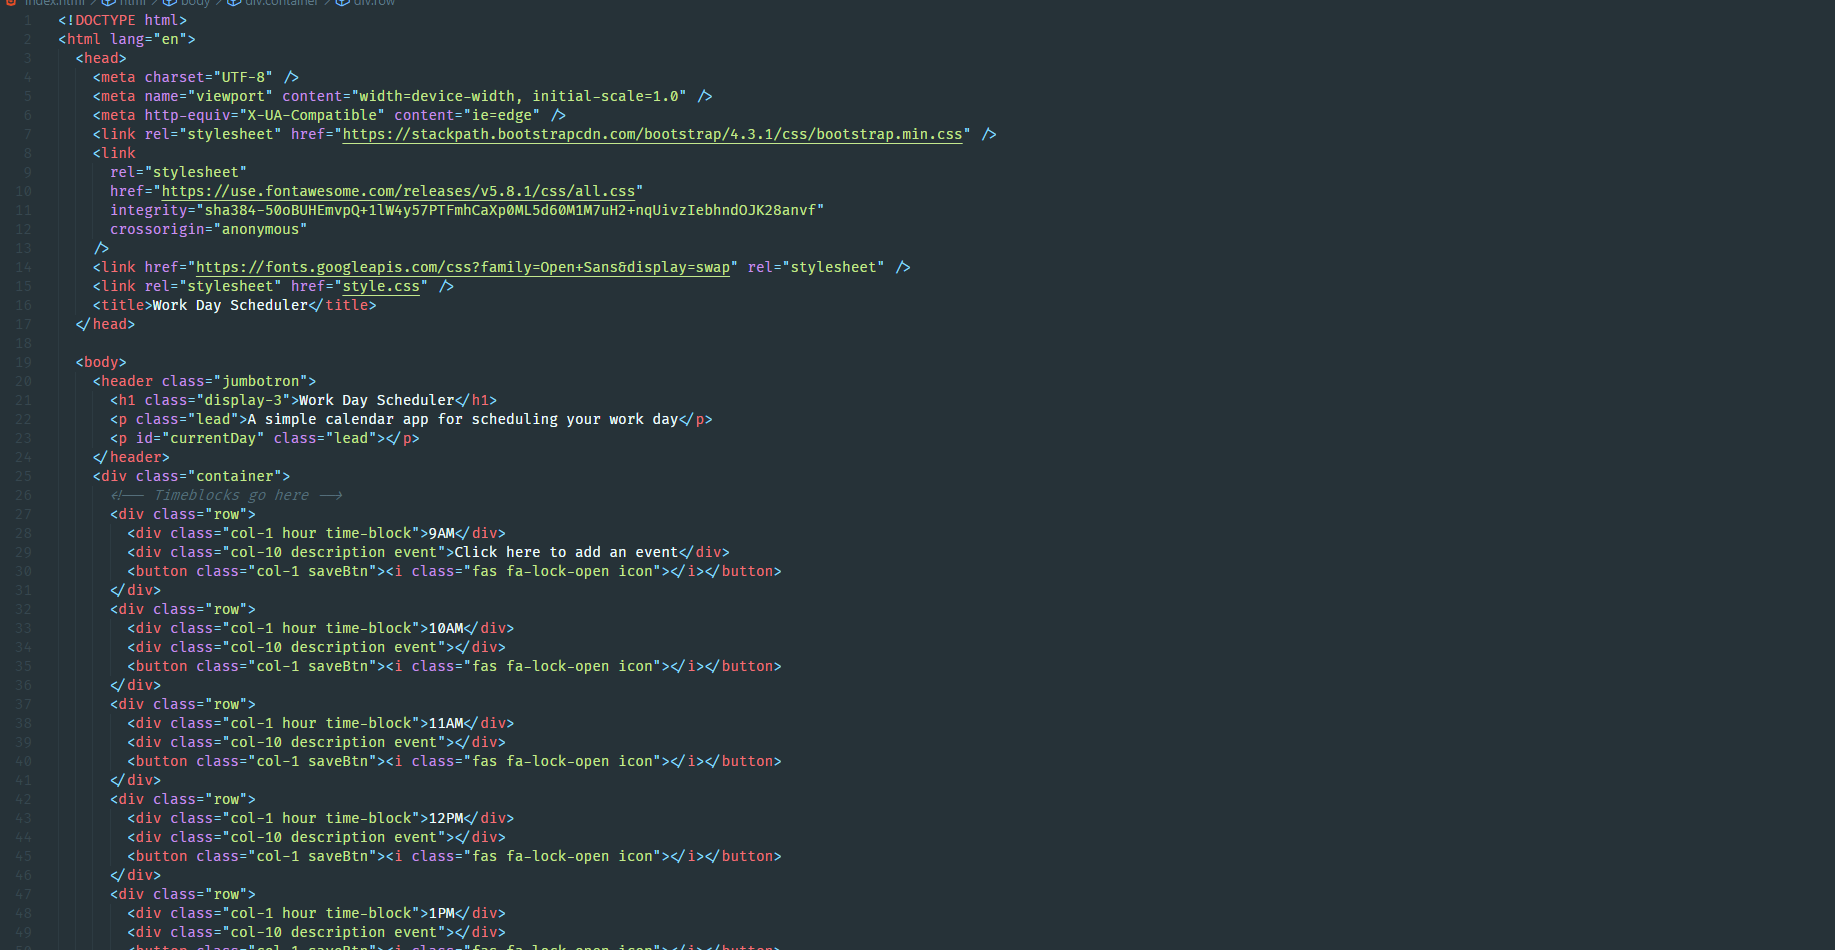 index.html > html > body > div.container > div.row
1 <!DOCTYPE html>
2 <html lang="en">
3 <head>
4 <meta charset="UTF-8" />
5 <meta name="viewport" content="width=device-width, initial-scale=1.0" />
6 <meta http-equiv="X-UA-Compatible" content="ie=edge" />
7 <link rel="stylesheet" href="https://stackpath.bootstrapcdn.com/bootstrap/4.3.1/css/bootstrap.min.css" />
8 <link
9 rel="stylesheet"
10 href="https://use.fontawesome.com/releases/v5.8.1/css/all.css"
11 integrity="sha384-50oBUHEmvpQ+1lW4y57PTFmhCaXp0ML5d60M1M7uH2+nqUivzIebhndOJK28anvf"
12 crossorigin="anonymous"
13 />
14 <link href="https://fonts.googleapis.com/css?family=Open+Sans&display=swap" rel="stylesheet" />
15 <link rel="stylesheet" href="style.css" />
16 <title>Work Day Scheduler</title>
17 </head>
18
19 <body>
20 <header class="jumbotron">
21 <h1 class="display-3">Work Day Scheduler</h1>
22 <p class="lead">A simple calendar app for scheduling your work day</p>
23 <p id="currentDay" class="lead"></p>
24 </header>
25 <div class="container">
26 <!-- Timeblocks go here -->
27 <div class="row">
28 <div class="col-1 hour time-block">9AM</div>
29 <div class="col-10 description event">Click here to add an event</div>
30 <button class="col-1 saveBtn"><i class="fas fa-lock-open icon"></i></button>
31 </div>
32 <div class="row">
33 <div class="col-1 hour time-block">10AM</div>
34 <div class="col-10 description event"></div>
35 <button class="col-1 saveBtn"><i class="fas fa-lock-open icon"></i></button>
36 </div>
37 <div class="row">
38 <div class="col-1 hour time-block">11AM</div>
39 <div class="col-10 description event"></div>
40 <button class="col-1 saveBtn"><i class="fas fa-lock-open icon"></i></button>
41 </div>
42 <div class="row">
43 <div class="col-1 hour time-block">12PM</div>
44 <div class="col-10 description event"></div>
45 <button class="col-1 saveBtn"><i class="fas fa-lock-open icon"></i></button>
46 </div>
47 <div class="row">
48 <div class="col-1 hour time-block">1PM</div>
49 <div class="col-10 description event"></div>
50 <button class="col-1 saveBtn"><i class="fas fa-lock-open icon"></i></button>